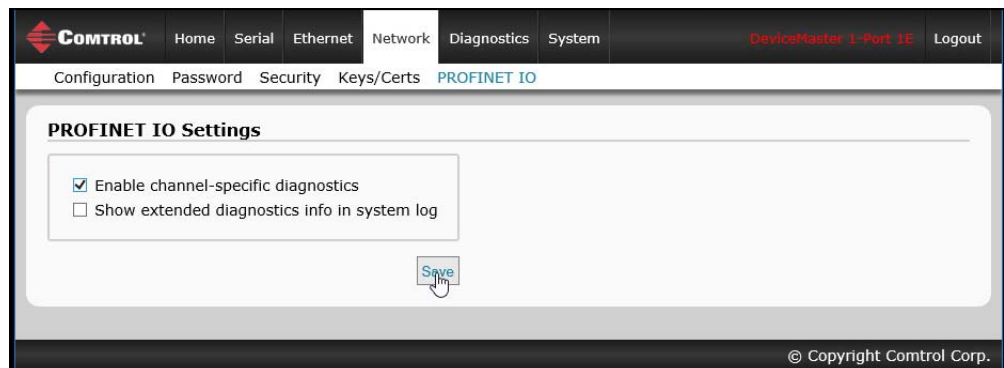 COMTROL Home Serial Ethernet Network Diagnostics System DeviceMaster 1-Port 1E Logout
Configuration Password Security Keys/Certs PROFINET IO
PROFINET IO Settings
Enable channel-specific diagnostics
Show extended diagnostics info in system log
Save
© Copyright Comtrol Corp.